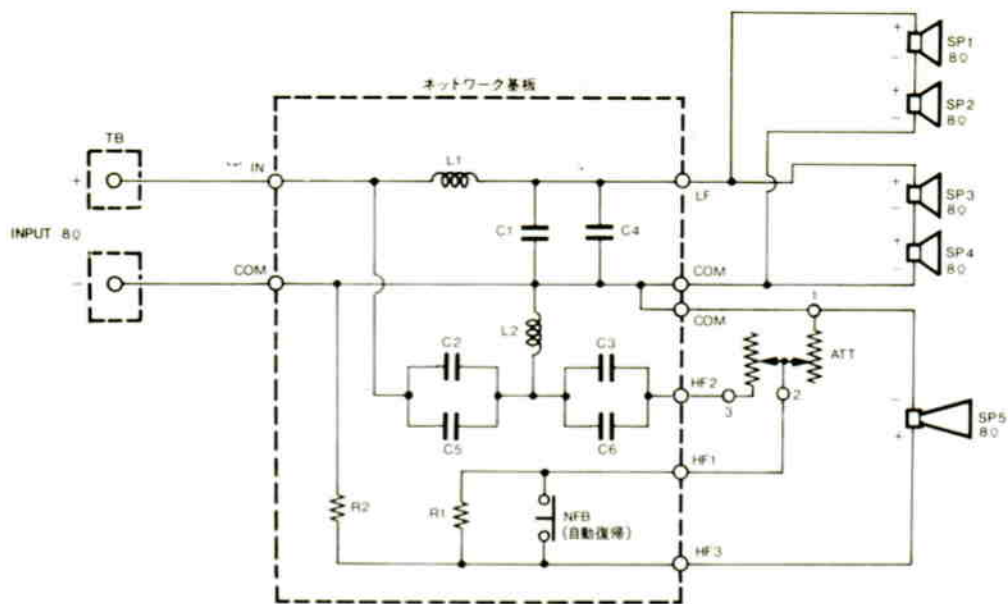 ネットワーク基板
TB
+
INPUT 8Ω
−
IN
COM
L1
C1
C4
L2
C2
C5
C3
C6
R2
R1
NFB
(自動復帰)
LF
COM
COM
HF2
HF1
HF3
1
2
3
ATT
+
−
SP1
8Ω
+
−
SP2
8Ω
+
−
SP3
8Ω
+
−
SP4
8Ω
−
+
SP5
8Ω